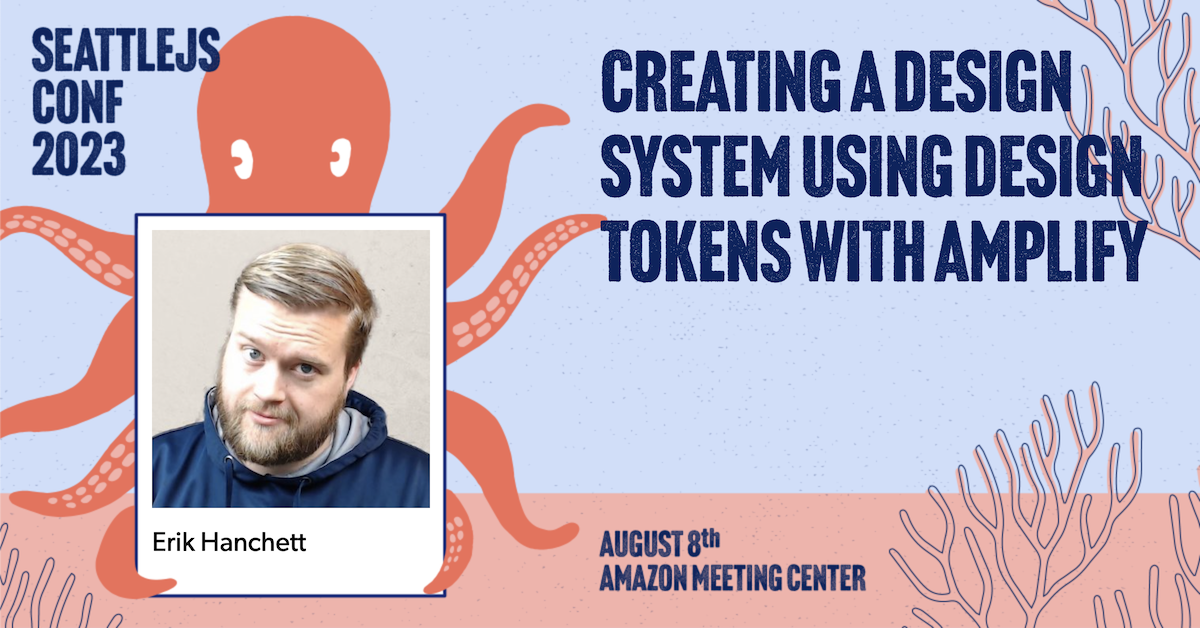 SEATTLEJS
CONF
2023
CREATING A DESIGN
SYSTEM USING DESIGN
TOKENS WITH AMPLIFY
Erik Hanchett
AUGUST 8th
AMAZON MEETING CENTER